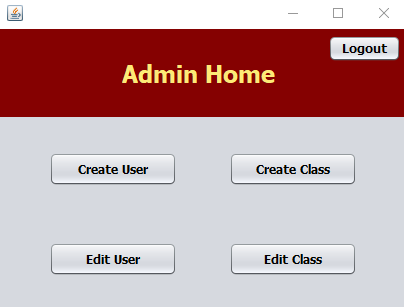 Logout
Admin Home
Create User
Create Class
Edit User
Edit Class